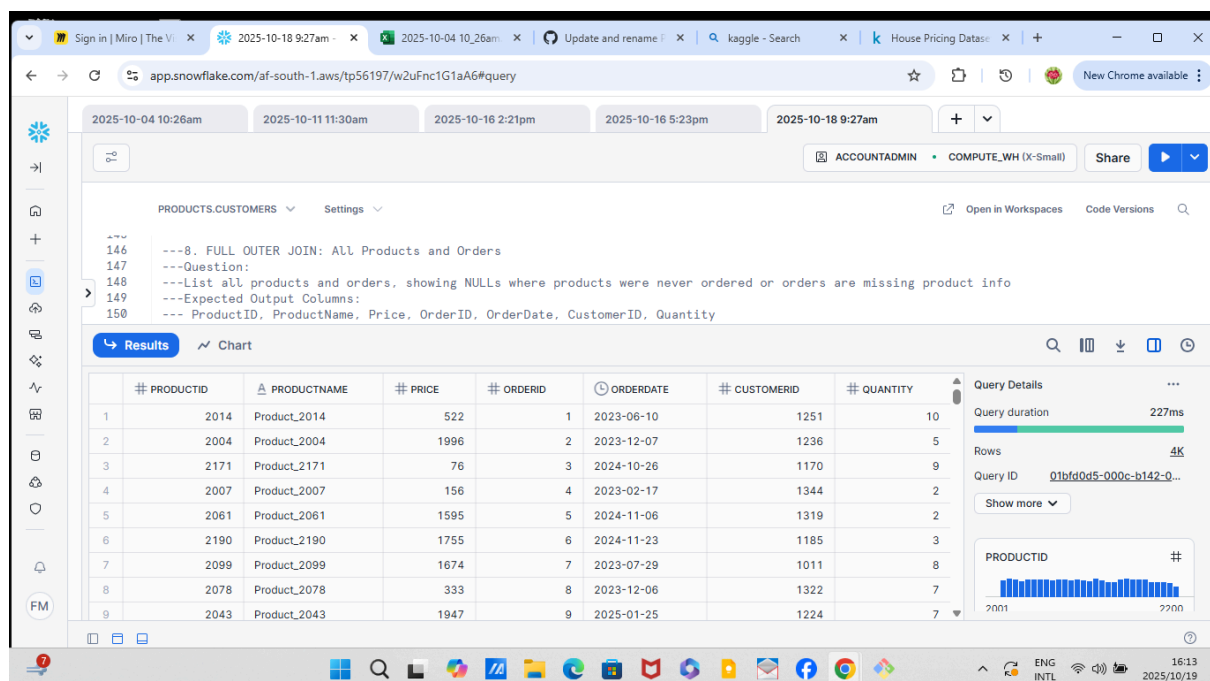 Sign in | Miro | The Vi
2025-10-18 9:27am -
2025-10-04 10_26am
Update and rename
kaggle - Search
House Pricing Datase
app.snowflake.com/af-south-1.aws/tp56197/w2uFnc1G1aA6#query
New Chrome available
2025-10-04 10:26am 2025-10-11 11:30am 2025-10-16 2:21pm 2025-10-16 5:23pm 2025-10-18 9:27am
ACCOUNTADMIN • COMPUTE_WH (X-Small) Share
PRODUCTS.CUSTOMERS Settings Open in Workspaces Code Versions
146 ---8. FULL OUTER JOIN: All Products and Orders
147 ---Question:
148 ---List all products and orders, showing NULLs where products were never ordered or orders are missing product info
149 ---Expected Output Columns:
150 --- ProductID, ProductName, Price, OrderID, OrderDate, CustomerID, Quantity
Results Chart
# PRODUCTID A PRODUCTNAME # PRICE # ORDERID ORDERDATE # CUSTOMERID # QUANTITY
1 2014 Product_2014 522 1 2023-06-10 1251 10
2 2004 Product_2004 1996 2 2023-12-07 1236 5
3 2171 Product_2171 76 3 2024-10-26 1170 9
4 2007 Product_2007 156 4 2023-02-17 1344 2
5 2061 Product_2061 1595 5 2024-11-06 1319 2
6 2190 Product_2190 1755 6 2024-11-23 1185 3
7 2099 Product_2099 1674 7 2023-07-29 1011 8
8 2078 Product_2078 333 8 2023-12-06 1322 7
9 2043 Product_2043 1947 9 2025-01-25 1224 7
Query Details ...
Query duration 227ms
Rows 4K
Query ID 01bfd0d5-000c-b142-0...
Show more
PRODUCTID #
2001 2200
FM
7
ENG
INTL
16:13
2025/10/19